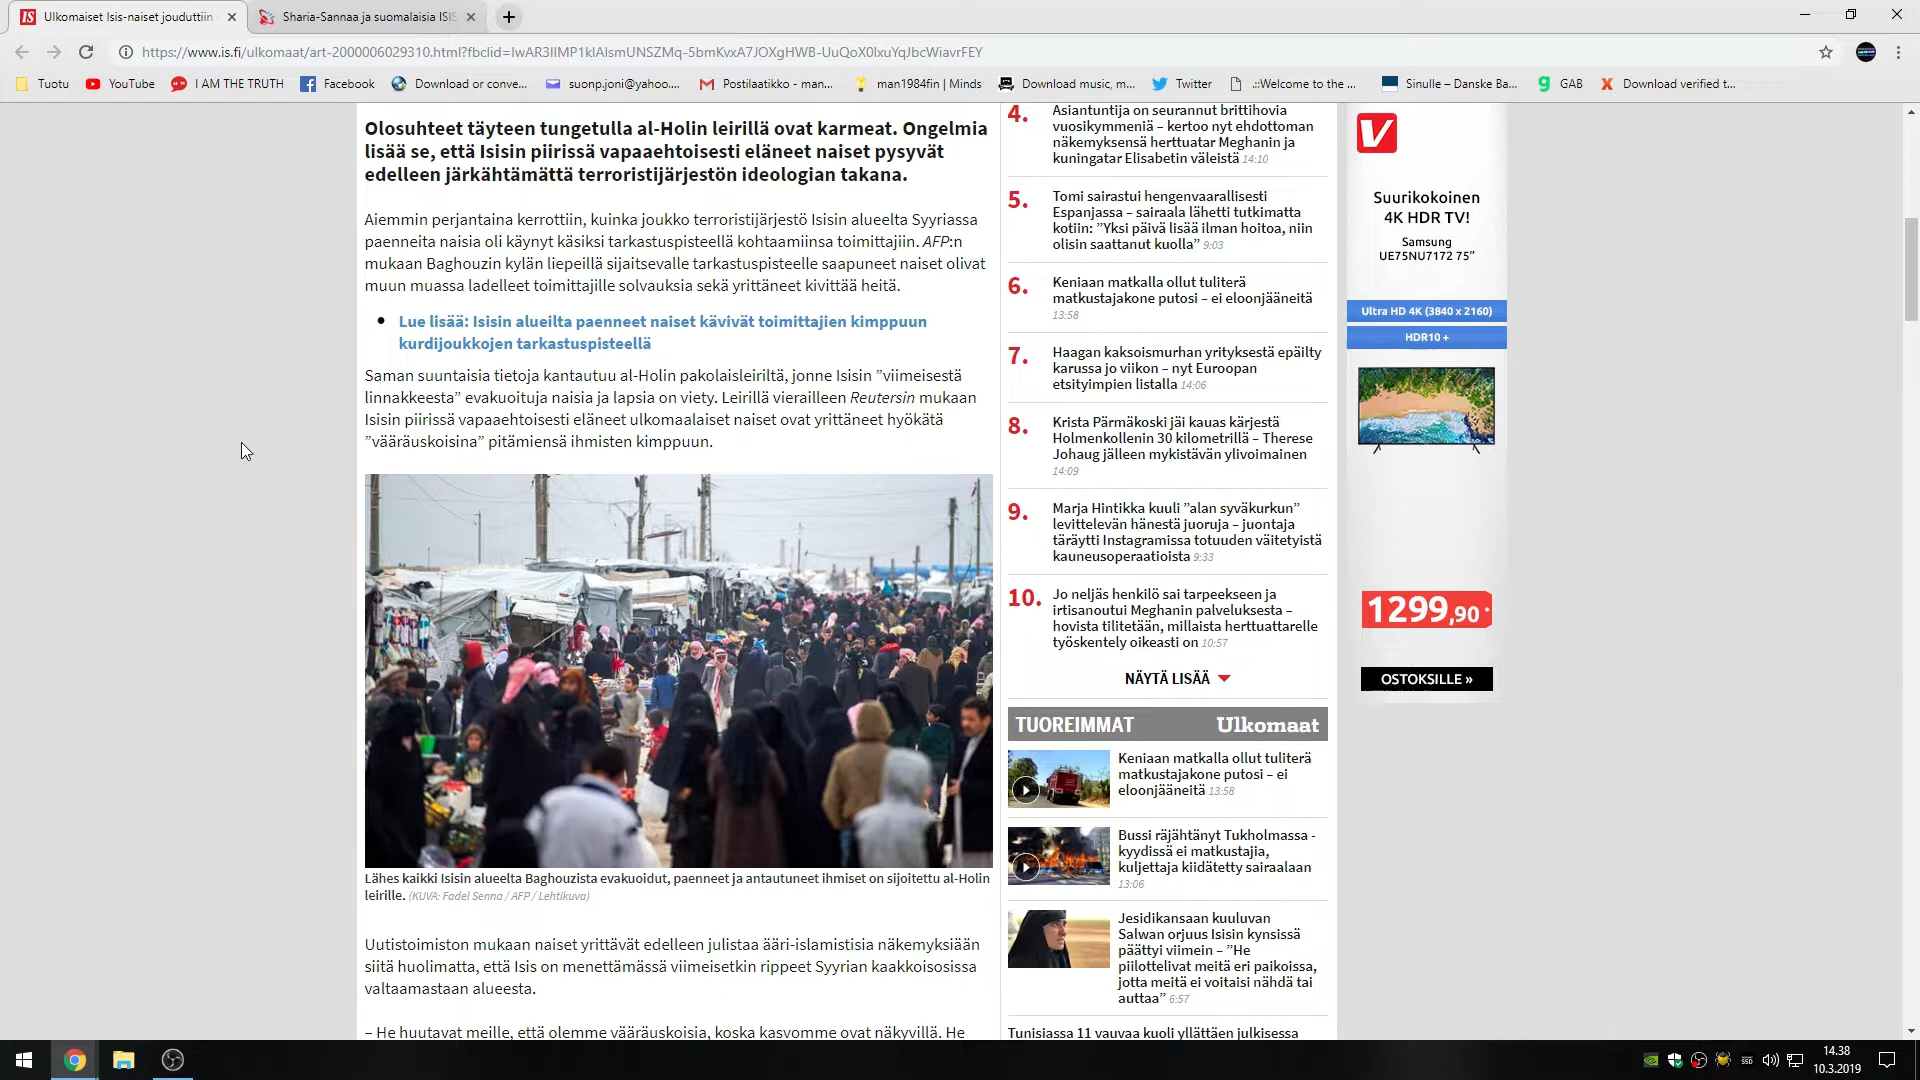 Ulkomaiset Isis-naiset jouduttiin
Sharia-Sannaa ja suomalaisia ISIS
https://www.is.fi/ulkomaat/art-2000006029310.html?fbclid=IwAR3IIMP1klAIsmUNSZMq-5bmKvxA7JOXgHWB-UuQoX0lxuYqJbcWiavrFEY
Tuotu
YouTube
I AM THE TRUTH
Facebook
Download or conve...
suonp.joni@yahoo....
Postilaatikko - man...
man1984fin | Minds
Download music, m...
Twitter
.::Welcome to the ...
Sinulle – Danske Ba...
GAB
Download verified t...
Olosuhteet täyteen tungetulla al-Holin leirillä ovat karmeat. Ongelmia
lisää se, että Isisin piirissä vapaaehtoisesti eläneet naiset pysyvät
edelleen järkähtämättä terroristijärjestön ideologian takana.
Aiemmin perjantaina kerrottiin, kuinka joukko terroristijärjestö Isisin alueelta Syyriassa
paenneita naisia oli käynyt käsiksi tarkastuspisteellä kohtaamiinsa toimittajiin. AFP:n
mukaan Baghouzin kylän liepeillä sijaitsevalle tarkastuspisteelle saapuneet naiset olivat
muun muassa ladelleet toimittajille solvauksia sekä yrittäneet kivittää heitä.
• Lue lisää: Isisin alueilta paenneet naiset kävivät toimittajien kimppuun
kurdijoukkojen tarkastuspisteellä
Saman suuntaisia tietoja kantautuu al-Holin pakolaisleiriltä, jonne Isisin ”viimeisestä
linnakkeesta” evakuoituja naisia ja lapsia on viety. Leirillä vierailleen Reutersin mukaan
Isisin piirissä vapaaehtoisesti eläneet ulkomaalaiset naiset ovat yrittäneet hyökätä
”vääräuskoisina” pitämiensä ihmisten kimppuun.
Lähes kaikki Isisin alueelta Baghouzista evakuoidut, paenneet ja antautuneet ihmiset on sijoitettu al-Holin
leirille. (KUVA: Fadel Senna / AFP / Lehtikuva)
Uutistoimiston mukaan naiset yrittävät edelleen julistaa ääri-islamistisia näkemyksiään
siitä huolimatta, että Isis on menettämässä viimeisetkin rippeet Syyrian kaakkoisosissa
valtaamastaan alueesta.
– He huutavat meille, että olemme vääräuskoisia, koska kasvomme ovat näkyvillä. He
4. Asiantuntija on seurannut brittihovia
vuosikymmeniä – kertoo nyt ehdottoman
näkemyksensä herttuatar Meghanin ja
kuningatar Elisabetin väleistä 14:10
5. Tomi sairastui hengenvaarallisesti
Espanjassa – sairaala lähetti tutkimatta
kotiin: ”Yksi päivä lisää ilman hoitoa, niin
olisin saattanut kuolla” 9:03
6. Keniaan matkalla ollut tuliterä
matkustajakone putosi – ei eloonjääneitä
13:58
7. Haagan kaksoismurhan yrityksestä epäilty
karussa jo viikon – nyt Euroopan
etsityimpien listalla 14:06
8. Krista Pärmäkoski jäi kauas kärjestä
Holmenkollenin 30 kilometrillä – Therese
Johaug jälleen mykistävän ylivoimainen
14:09
9. Marja Hintikka kuuli ”alan syväkurkun”
levittelevän hänestä juoruja – juontaja
täräytti Instagramissa totuuden väitetyistä
kauneusoperaatioista 9:33
10. Jo neljäs henkilö sai tarpeekseen ja
irtisanoutui Meghanin palveluksesta –
hovista tilitetään, millaista herttuattarelle
työskentely oikeasti on 10:57
NÄYTÄ LISÄÄ
TUOREIMMAT Ulkomaat
Keniaan matkalla ollut tuliterä
matkustajakone putosi – ei
eloonjääneitä 13:58
Bussi räjähtänyt Tukholmassa -
kyydissä ei matkustajia,
kuljettaja kiidätetty sairaalaan
13:06
Jesidikansaan kuuluvan
Salwan orjuus Isisin kynsissä
päättyi viimein – ”He
piilottelivat meitä eri paikoissa,
jotta meitä ei voitaisi nähdä tai
auttaa” 6:57
Tunisiassa 11 vauvaa kuoli yllättäen julkisessa
V
Suurikokoinen
4K HDR TV!
Samsung
UE75NU7172 75”
Ultra HD 4K (3840 x 2160)
HDR10 +
1299,90
OSTOKSILLE »
14.38
10.3.2019